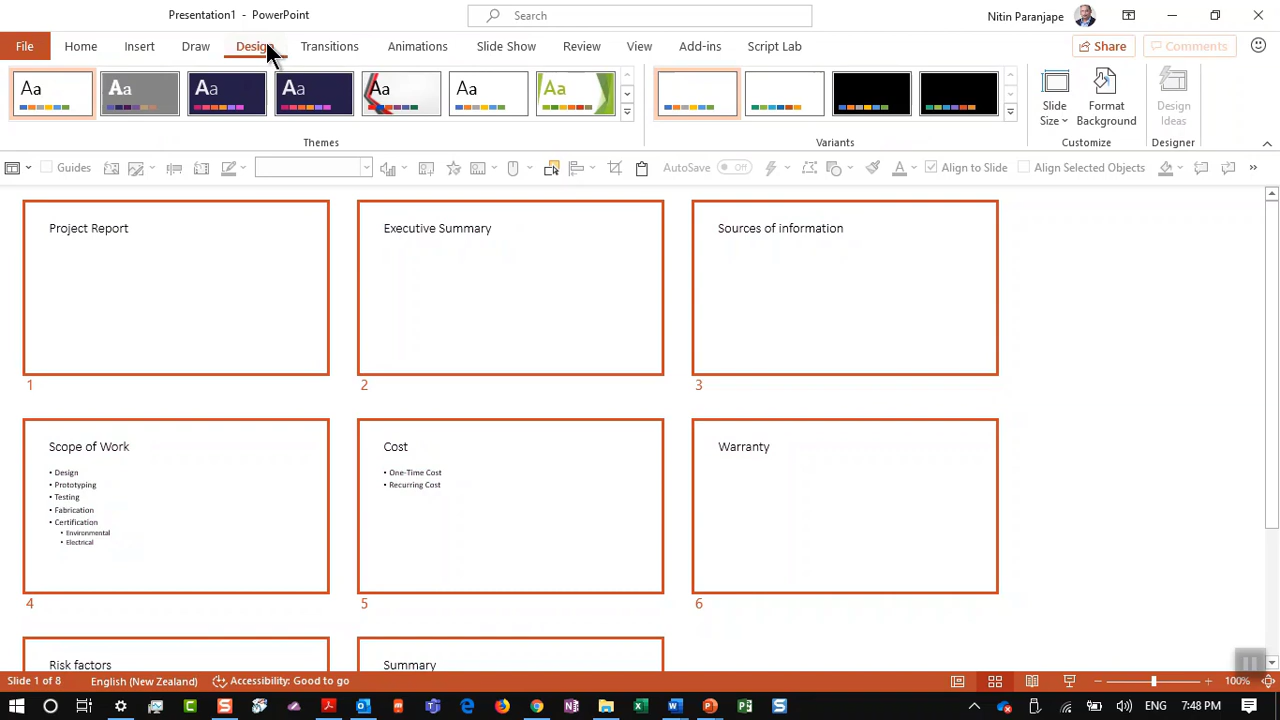 Presentation1 - PowerPoint
Search
Nitin Paranjape
File Home Insert Draw Design Transitions Animations Slide Show Review View Add-ins Script Lab
Share Comments
Aa Aa Aa Aa Aa Aa Aa
Slide Size
Format Background
Design Ideas
Themes Variants Customize Designer
Guides AutoSave Off Align to Slide Align Selected Objects
Project Report
1
Executive Summary
2
Sources of information
3
Scope of Work
• Design
• Prototyping
• Testing
• Fabrication
• Certification
• Environmental
• Electrical
4
Cost
• One-Time Cost
• Recurring Cost
5
Warranty
6
Risk factors
Summary
Slide 1 of 8 English (New Zealand) Accessibility: Good to go 100%
ENG 7:48 PM